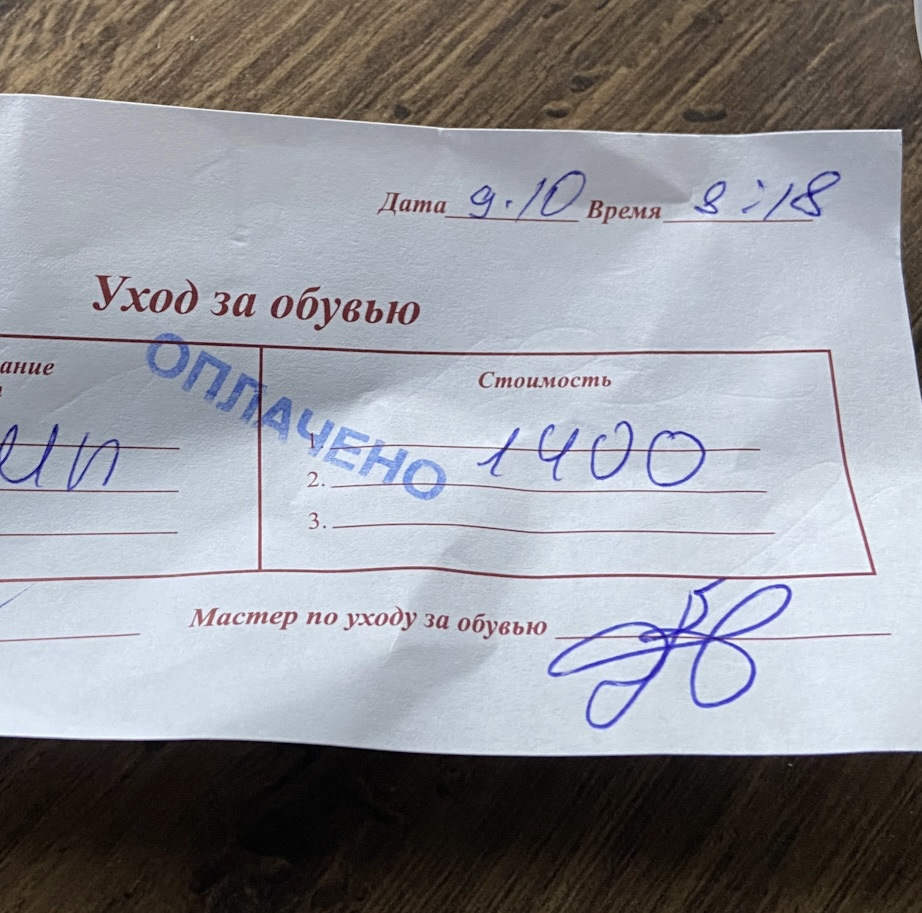 Дата 9.10 Время 8:18
Уход за обувью
ание
Стоимость
ОПЛАЧЕНО
ип
1. 1400
2.
3.
Мастер по уходу за обувью